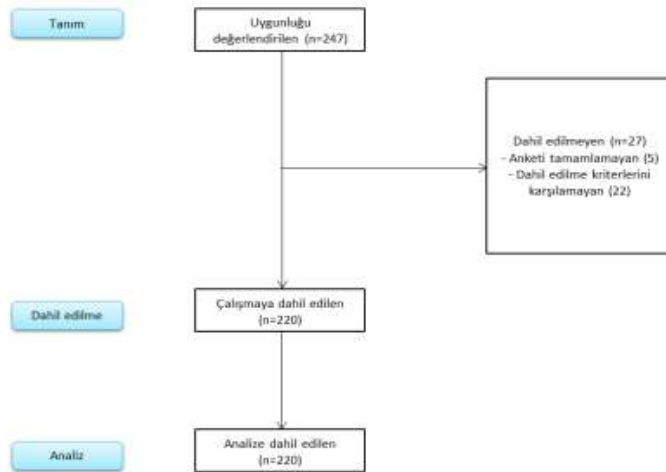 Tanım
Uygunluğu
değerlendirilen (n=247)
Dahil edilmeyen (n=27)
- Anketi tamamlamayan (5)
- Dahil edilme kriterlerini
karşılamayan (22)
Dahil edilme
Çalışmaya dahil edilen
(n=220)
Analiz
Analize dahil edilen
(n=220)